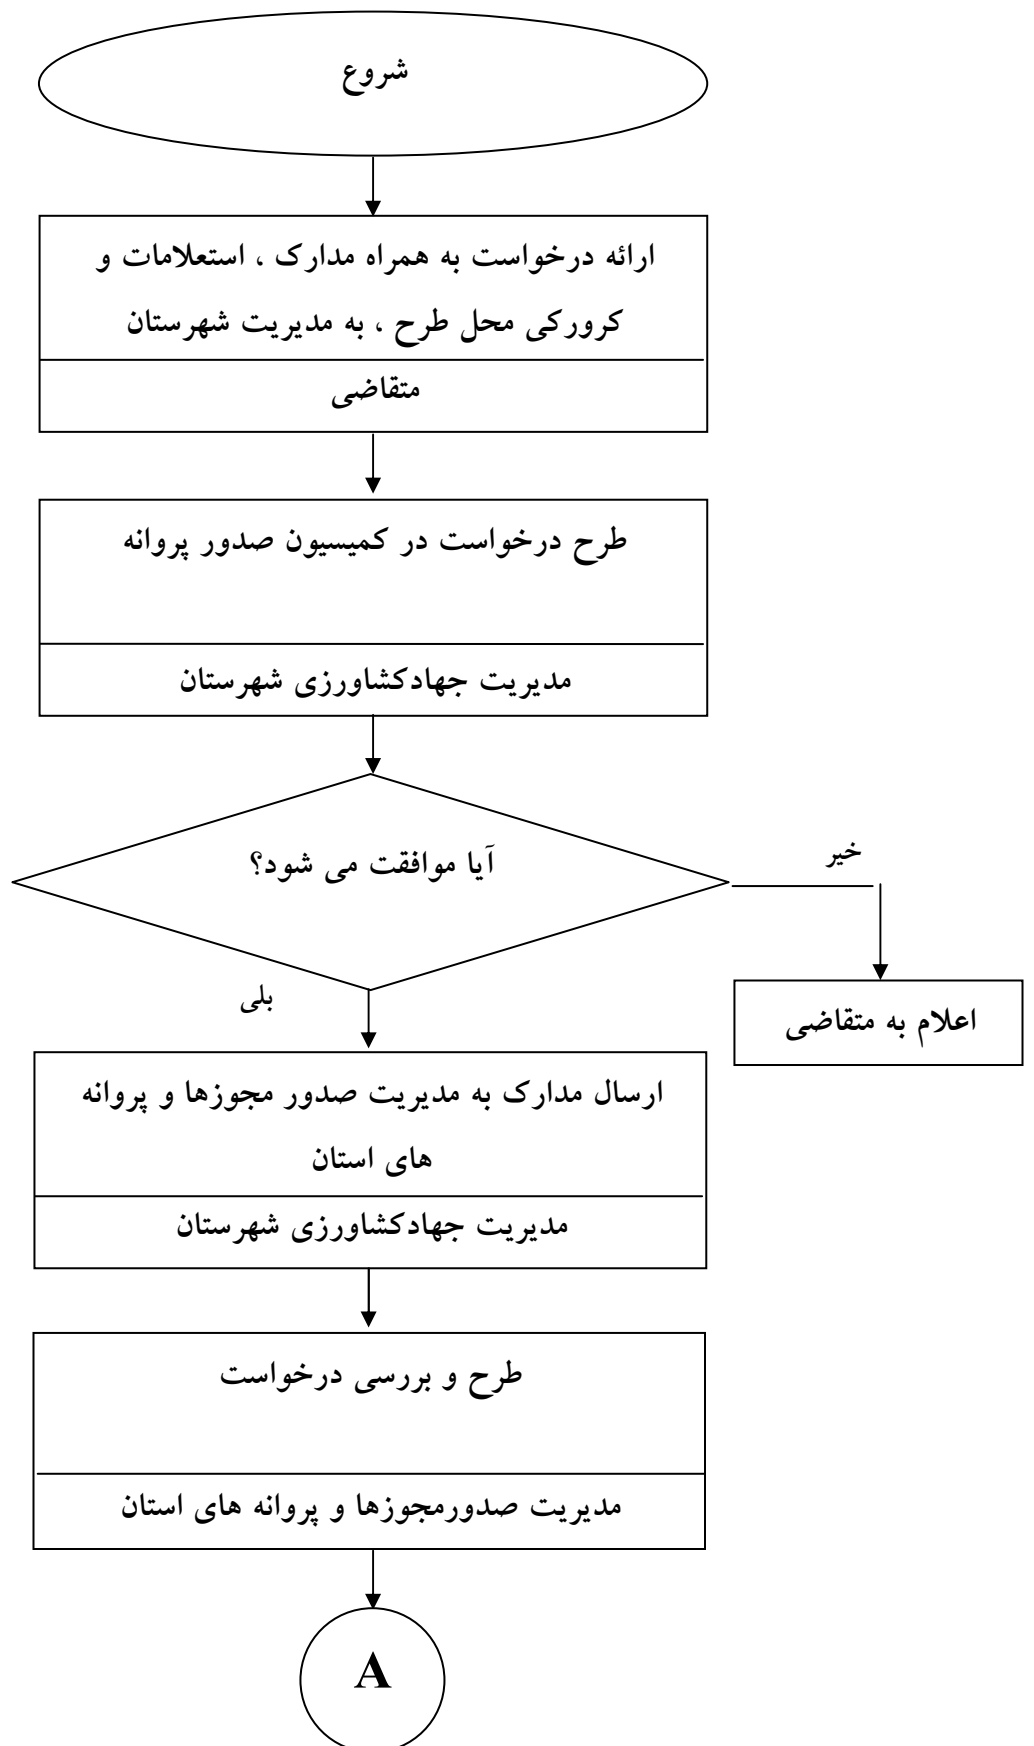 شروع
ارائه درخواست به همراه مدارک ، استعلامات و
کرورکی محل طرح ، به مدیریت شهرستان
متقاضی
طرح درخواست در کمیسیون صدور پروانه
مدیریت جهادکشاورزی شهرستان
آیا موافقت می شود؟
خیر
بلی
اعلام به متقاضی
ارسال مدارک به مدیریت صدور مجوزها و پروانه
های استان
مدیریت جهادکشاورزی شهرستان
طرح و بررسی درخواست
مدیریت صدورمجوزها و پروانه های استان
A